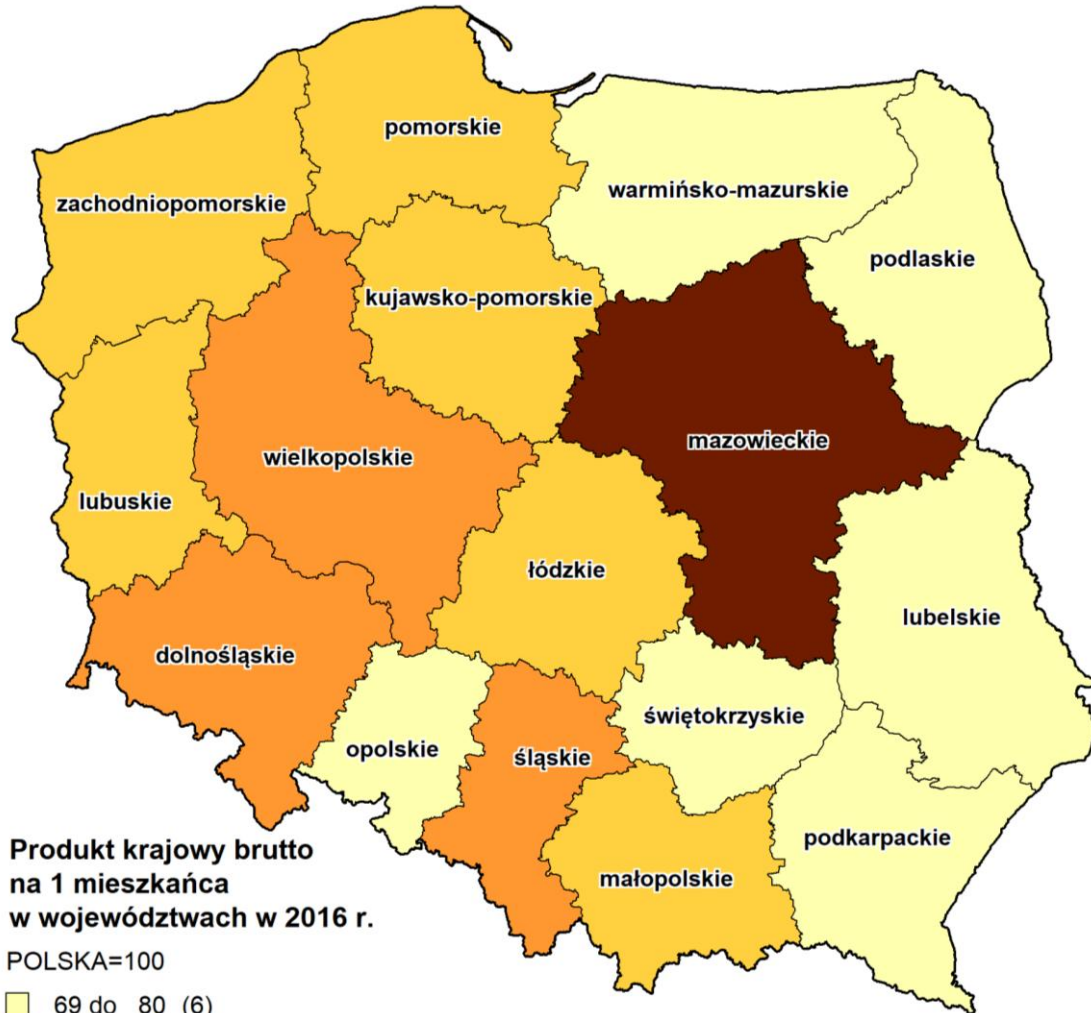 pomorskie
zachodniopomorskie
warmińsko-mazurskie
podlaskie
kujawsko-pomorskie
mazowieckie
wielkopolskie
lubuskie
łódzkie
lubelskie
dolnośląskie
świętokrzyskie
opolskie
śląskie
podkarpackie
małopolskie
Produkt krajowy brutto
na 1 mieszkańca
w województwach w 2016 r.
POLSKA=100
69 do 80 (6)